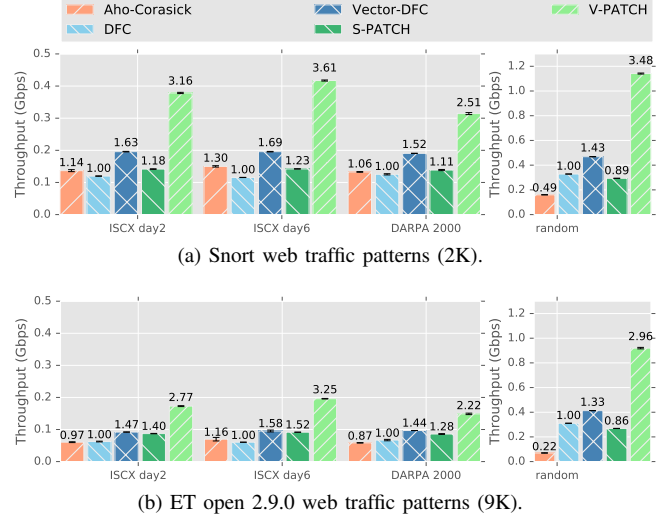 Aho-Corasick Vector-DFC V-PATCH
DFC S-PATCH
Throughput (Gbps)
0.5
0.4
0.3
0.2
0.1
0.0
1.14 1.00 1.63 1.18 3.16
1.30 1.00 1.69 1.23 3.61
1.06 1.00 1.52 1.11 2.51
ISCX day2 ISCX day6 DARPA 2000
Throughput (Gbps)
1.2
1.0
0.8
0.6
0.4
0.2
0.0
0.49 1.00 1.43 0.89 3.48
random
(a) Snort web traffic patterns (2K).
Throughput (Gbps)
0.5
0.4
0.3
0.2
0.1
0.0
0.97 1.00 1.47 1.40 2.77
1.16 1.00 1.58 1.52 3.25
0.87 1.00 1.44 1.28 2.22
ISCX day2 ISCX day6 DARPA 2000
Throughput (Gbps)
1.2
1.0
0.8
0.6
0.4
0.2
0.0
0.22 1.00 1.33 0.86 2.96
random
(b) ET open 2.9.0 web traffic patterns (9K).